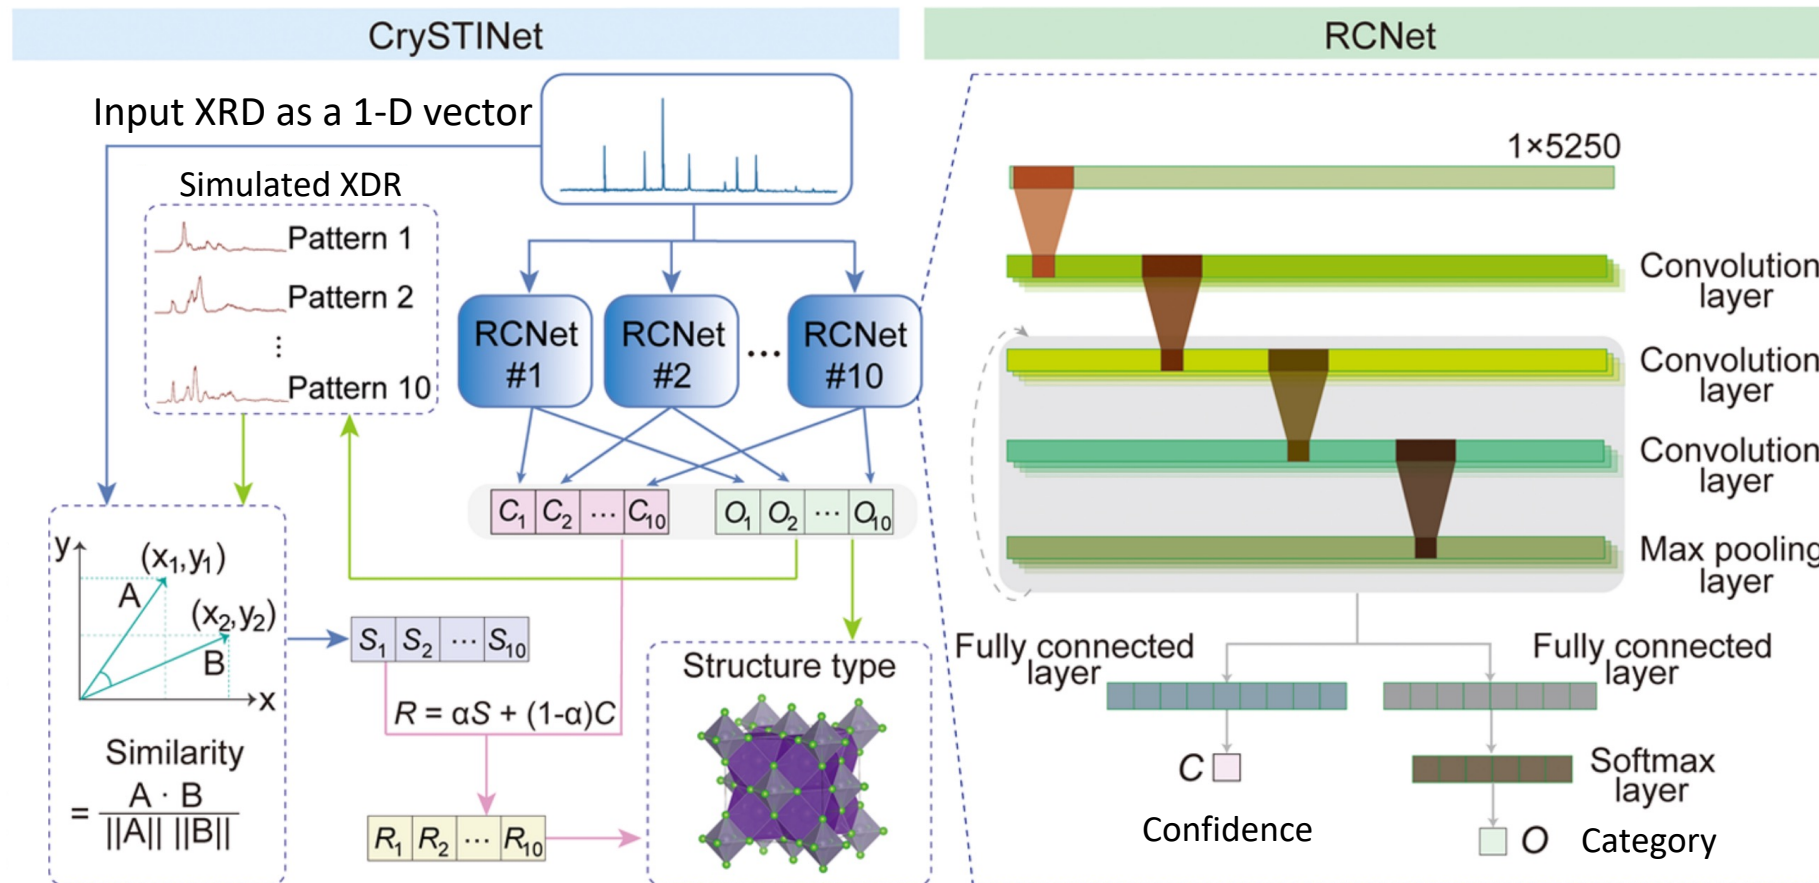 CrySTINet
RCNet
Input XRD as a 1-D vector
Simulated XDR
Pattern 1
Pattern 2
⋮
Pattern 10
RCNet
#1
RCNet
#2
...
RCNet
#10
C1 C2 ... C10
O1 O2 ... O10
y
(x1,y1)
A
(x2,y2)
B
x
Similarity
= A · B
||A|| ||B||
S1 S2 ... S10
R = αS + (1-α)C
R1 R2 ... R10
Structure type
1×5250
Convolution
layer
Convolution
layer
Convolution
layer
Max pooling
layer
Fully connected
layer
Fully connected
layer
C
Confidence
Softmax
layer
O Category